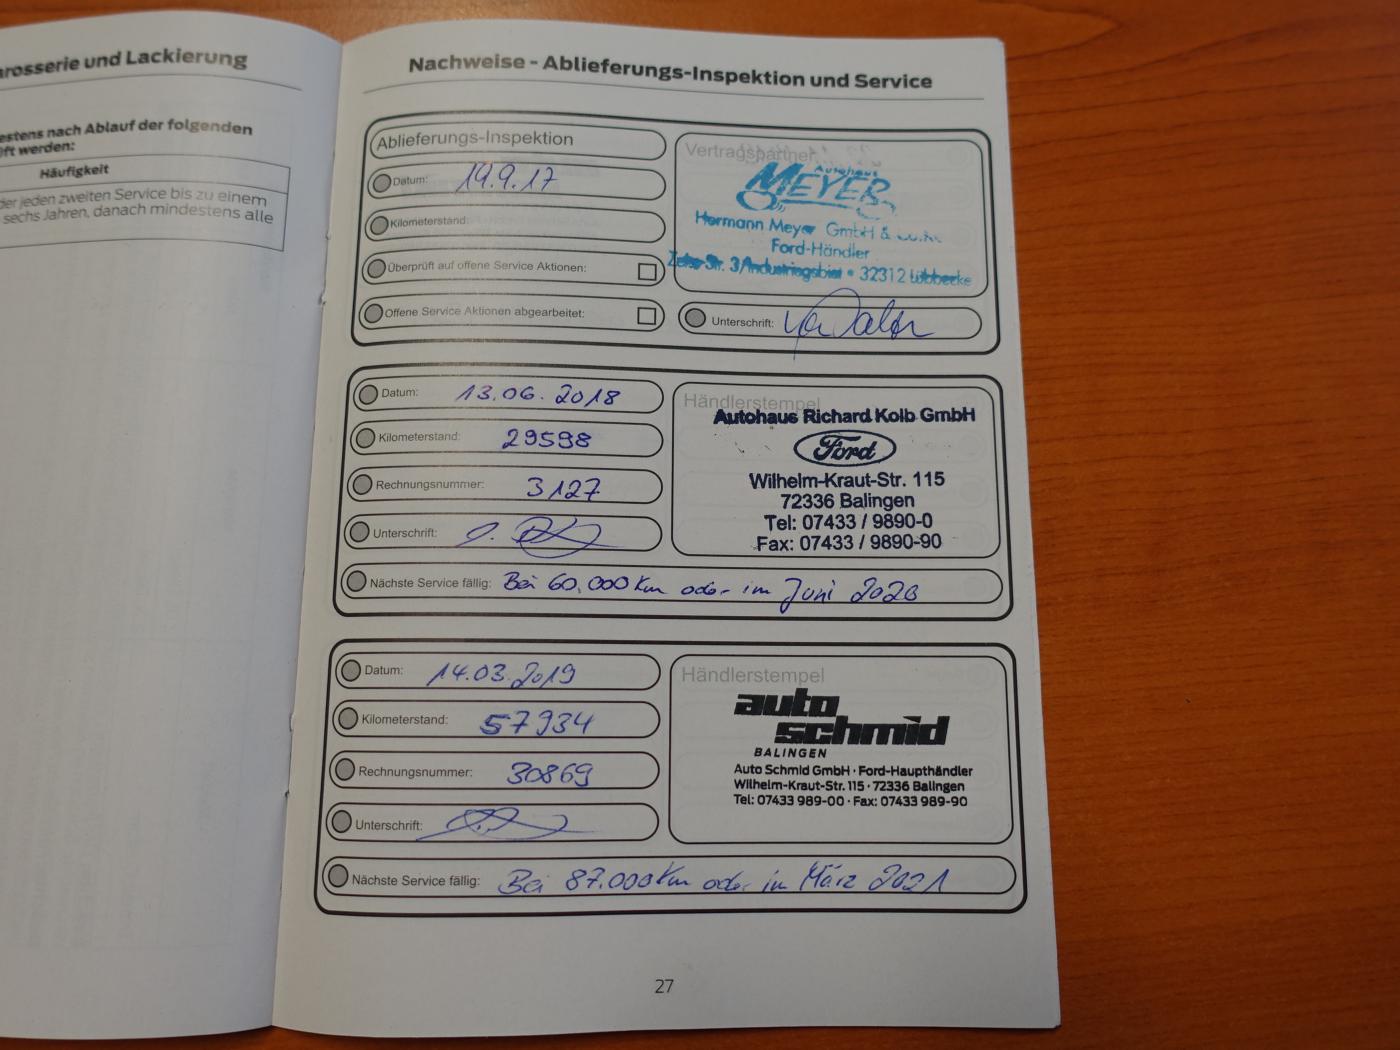 arosserie und Lackierung
estens nach Ablauf der folgenden
ft werden:
Häufigkeit
der jeden zweiten Service bis zu einem
sechs Jahren, danach mindestens alle
Nachweise - Ablieferungs-Inspektion und Service
Ablieferungs-Inspektion
Datum: 19.9.17
Kilometerstand:
Überprüft auf offene Service Aktionen:
Offene Service Aktionen abgearbeitet:
Vertragspartner
Autohaus
MEYER
Hermann Meyer GmbH &
Ford-Händler
Str. 3/Industriegebiet • 32312 Lübbecke
Unterschrift:
Datum: 13.06.2018
Kilometerstand: 29598
Rechnungsnummer: 3127
Unterschrift:
Nächste Service fällig: Bei 60.000 Km oder im Juni 2020
Händlerstempel
Autohaus Richard Kolb GmbH
Ford
Wilhelm-Kraut-Str. 115
72336 Balingen
Tel: 07433 / 9890-0
Fax: 07433 / 9890-90
Datum: 14.03.2019
Kilometerstand: 57934
Rechnungsnummer: 30869
Unterschrift:
Nächste Service fällig: Bei 87.000 Km oder im März 2021
Händlerstempel
auto
schmid
BALINGEN
Auto Schmid GmbH · Ford-Haupthändler
Wilhelm-Kraut-Str. 115 · 72336 Balingen
Tel: 07433 989-00 · Fax: 07433 989-90
27